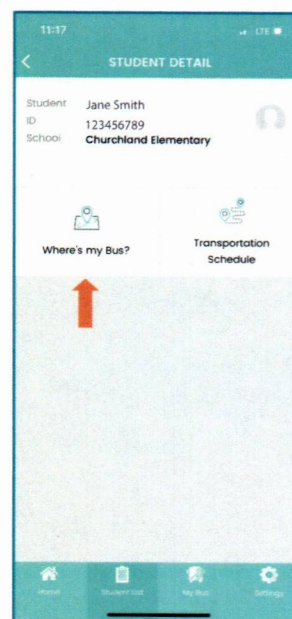 11:17
LTE
STUDENT DETAIL
Student Jane Smith
ID 123456789
School Churchland Elementary
Where's my Bus?
Transportation
Schedule
Home Student List My Bus Settings